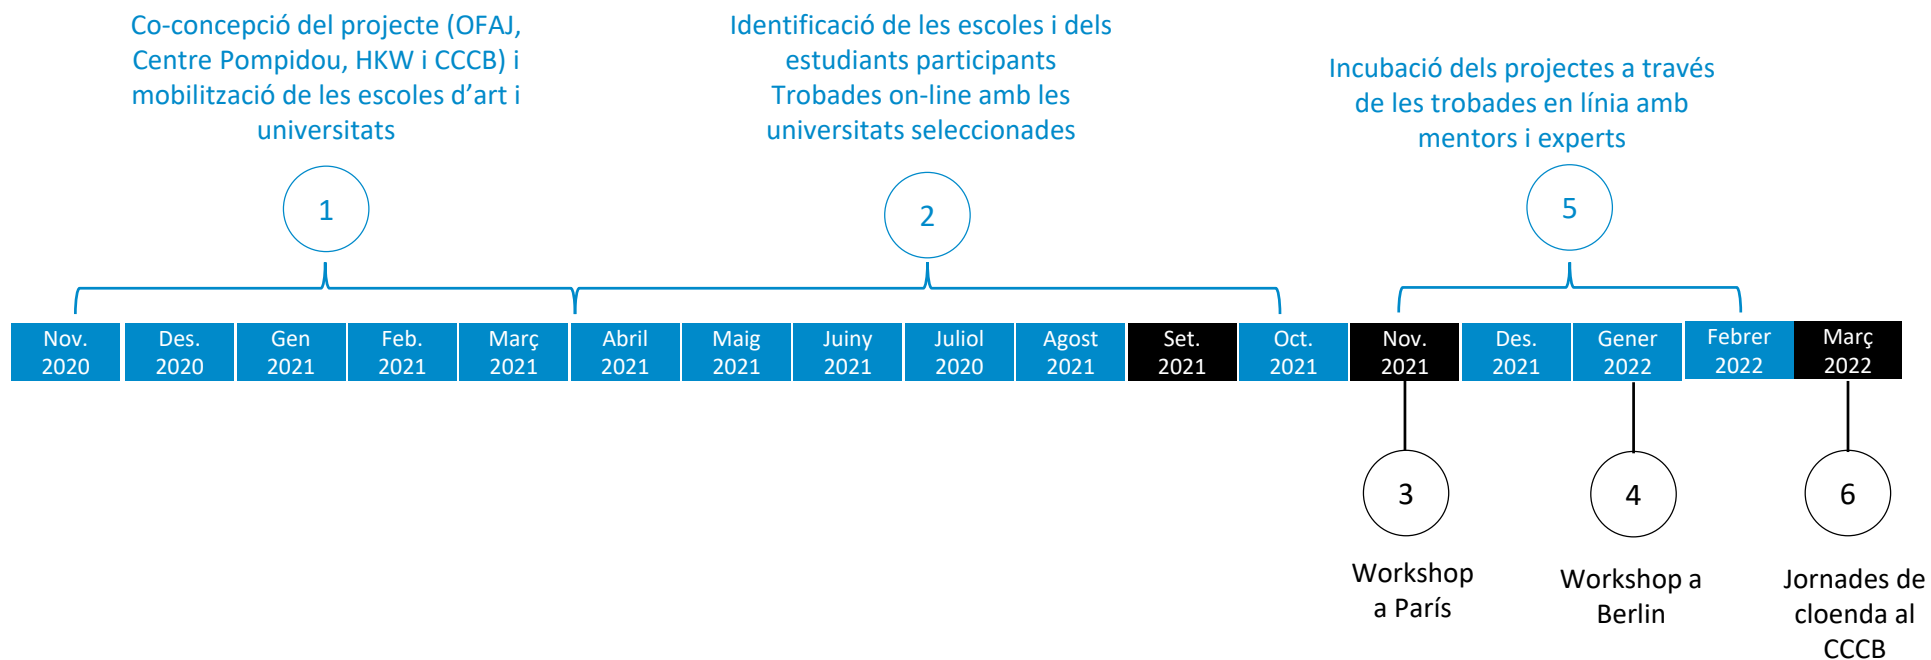 Co-concepció del projecte (OFAJ,
Centre Pompidou, HKW i CCCB) i
mobilització de les escoles d’art i
universitats
Identificació de les escoles i dels
estudiants participants
Trobades on-line amb les
universitats seleccionades
Incubació dels projectes a través
de les trobades en línia amb
mentors i experts
1
2
5
Nov.
2020
Des.
2020
Gen
2021
Feb.
2021
Març
2021
Abril
2021
Maig
2021
Juiny
2021
Juliol
2020
Agost
2021
Set.
2021
Oct.
2021
Nov.
2021
Des.
2021
Gener
2022
Febrer
2022
Març
2022
3
4
6
Workshop
a París
Workshop a
Berlin
Jornades de
cloenda al
CCCB